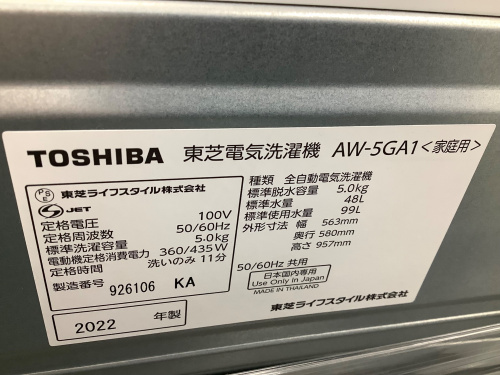 TOSHIBA 東芝電気洗濯機 AW-5GA1<家庭用>
PSE 東芝ライフスタイル株式会社
S JET
定格電圧 100V
定格周波数 50/60Hz
標準洗濯容量 5.0kg
電動機定格消費電力 360/435W
定格時間 洗いのみ 11分
製造番号 926106 KA
2022 年製
種類 全自動電気洗濯機
標準脱水容量 5.0kg
標準水量 48L
標準使用水量 99L
外形寸法 幅 563mm
奥行 580mm
高さ 957mm
50/60Hz 共用
日本国内専用
Use Only In Japan
MADE IN THAILAND
東芝ライフスタイル株式会社